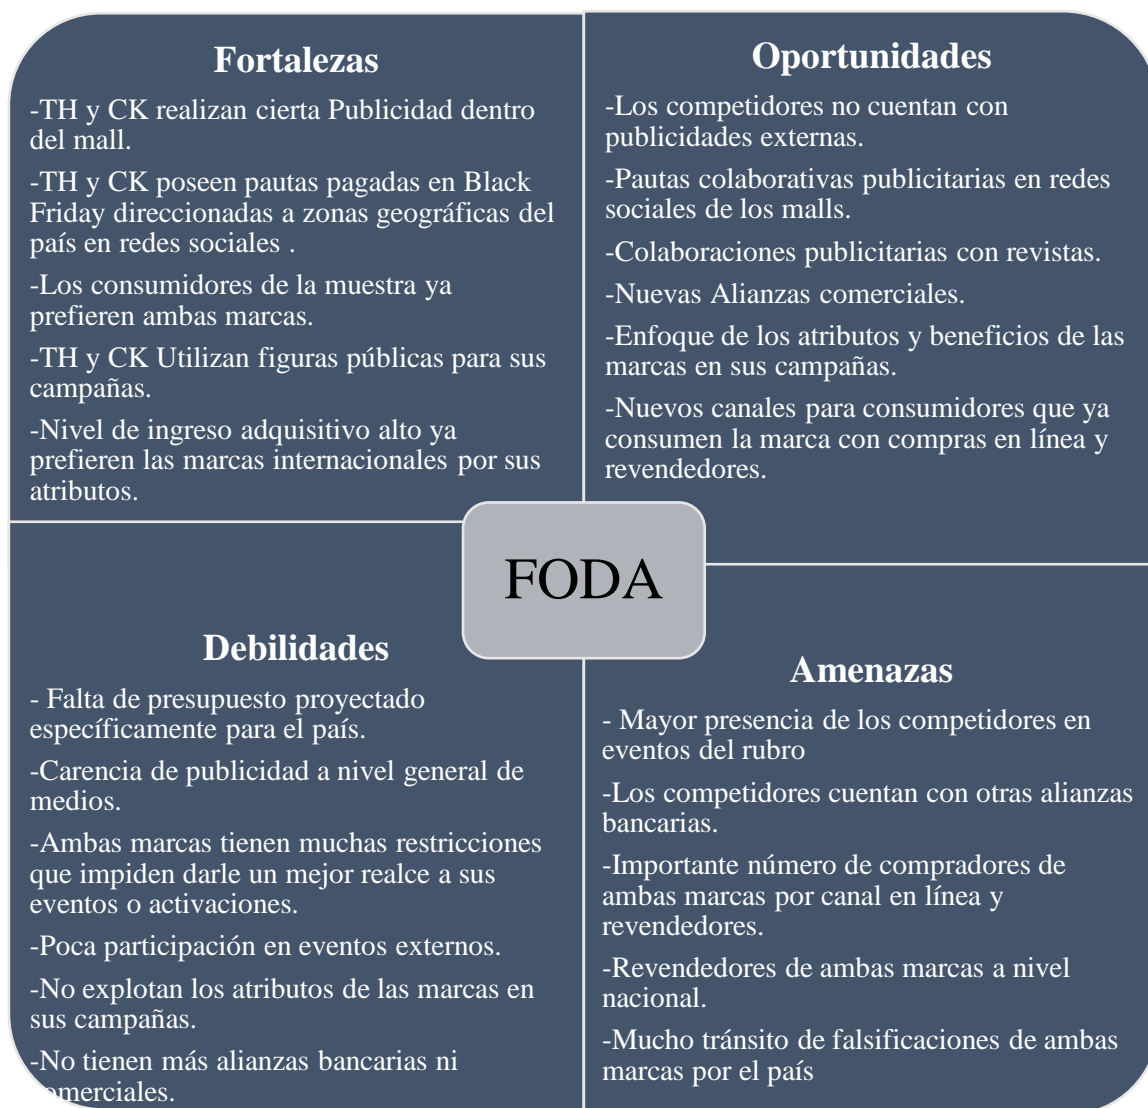 Fortalezas
-TH y CK realizan cierta Publicidad dentro
del mall.
-TH y CK poseen pautas pagadas en Black
Friday direccionadas a zonas geográficas del
país en redes sociales .
-Los consumidores de la muestra ya
prefieren ambas marcas.
-TH y CK Utilizan figuras públicas para sus
campañas.
-Nivel de ingreso adquisitivo alto ya
prefieren las marcas internacionales por sus
atributos.
Oportunidades
-Los competidores no cuentan con
publicidades externas.
-Pautas colaborativas publicitarias en redes
sociales de los malls.
-Colaboraciones publicitarias con revistas.
-Nuevas Alianzas comerciales.
-Enfoque de los atributos y beneficios de las
marcas en sus campañas.
-Nuevos canales para consumidores que ya
consumen la marca con compras en línea y
revendedores.
FODA
Debilidades
- Falta de presupuesto proyectado
específicamente para el país.
-Carencia de publicidad a nivel general de
medios.
-Ambas marcas tienen muchas restricciones
que impiden darle un mejor realce a sus
eventos o activaciones.
-Poca participación en eventos externos.
-No explotan los atributos de las marcas en
sus campañas.
-No tienen más alianzas bancarias ni
comerciales.
Amenazas
- Mayor presencia de los competidores en
eventos del rubro
-Los competidores cuentan con otras alianzas
bancarias.
-Importante número de compradores de
ambas marcas por canal en línea y
revendedores.
-Revendedores de ambas marcas a nivel
nacional.
-Mucho tránsito de falsificaciones de ambas
marcas por el país